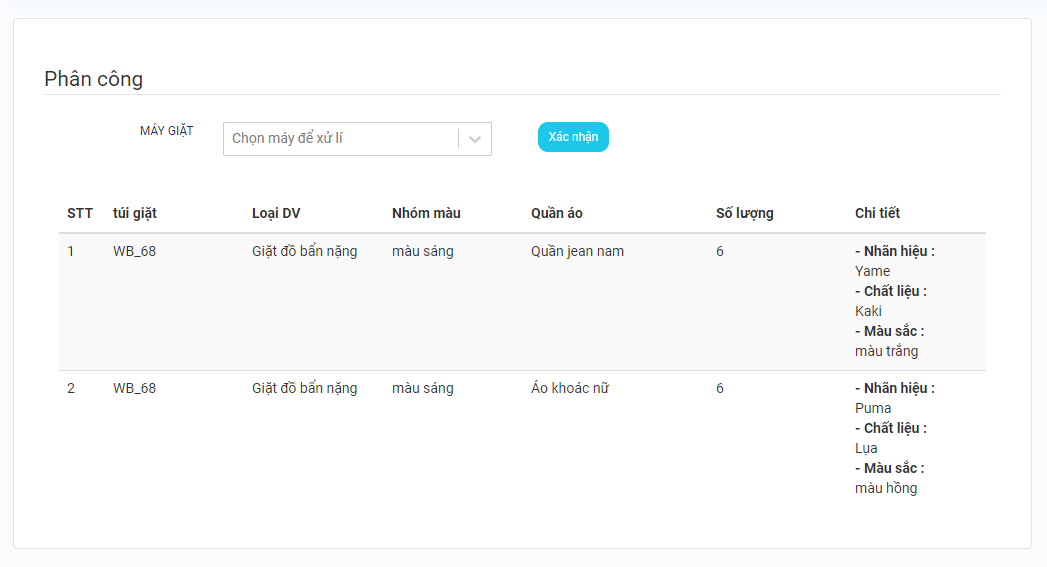 Phân công
MÁY GIẶT Chọn máy để xử lí Xác nhận
STT túi giặt Loại DV Nhóm màu Quần áo Số lượng Chi tiết
1 WB_68 Giặt đồ bẩn nặng màu sáng Quần jean nam 6 - Nhãn hiệu :
Yame
- Chất liệu :
Kaki
- Màu sắc :
màu trắng
2 WB_68 Giặt đồ bẩn nặng màu sáng Áo khoác nữ 6 - Nhãn hiệu :
Puma
- Chất liệu :
Lụa
- Màu sắc :
màu hồng